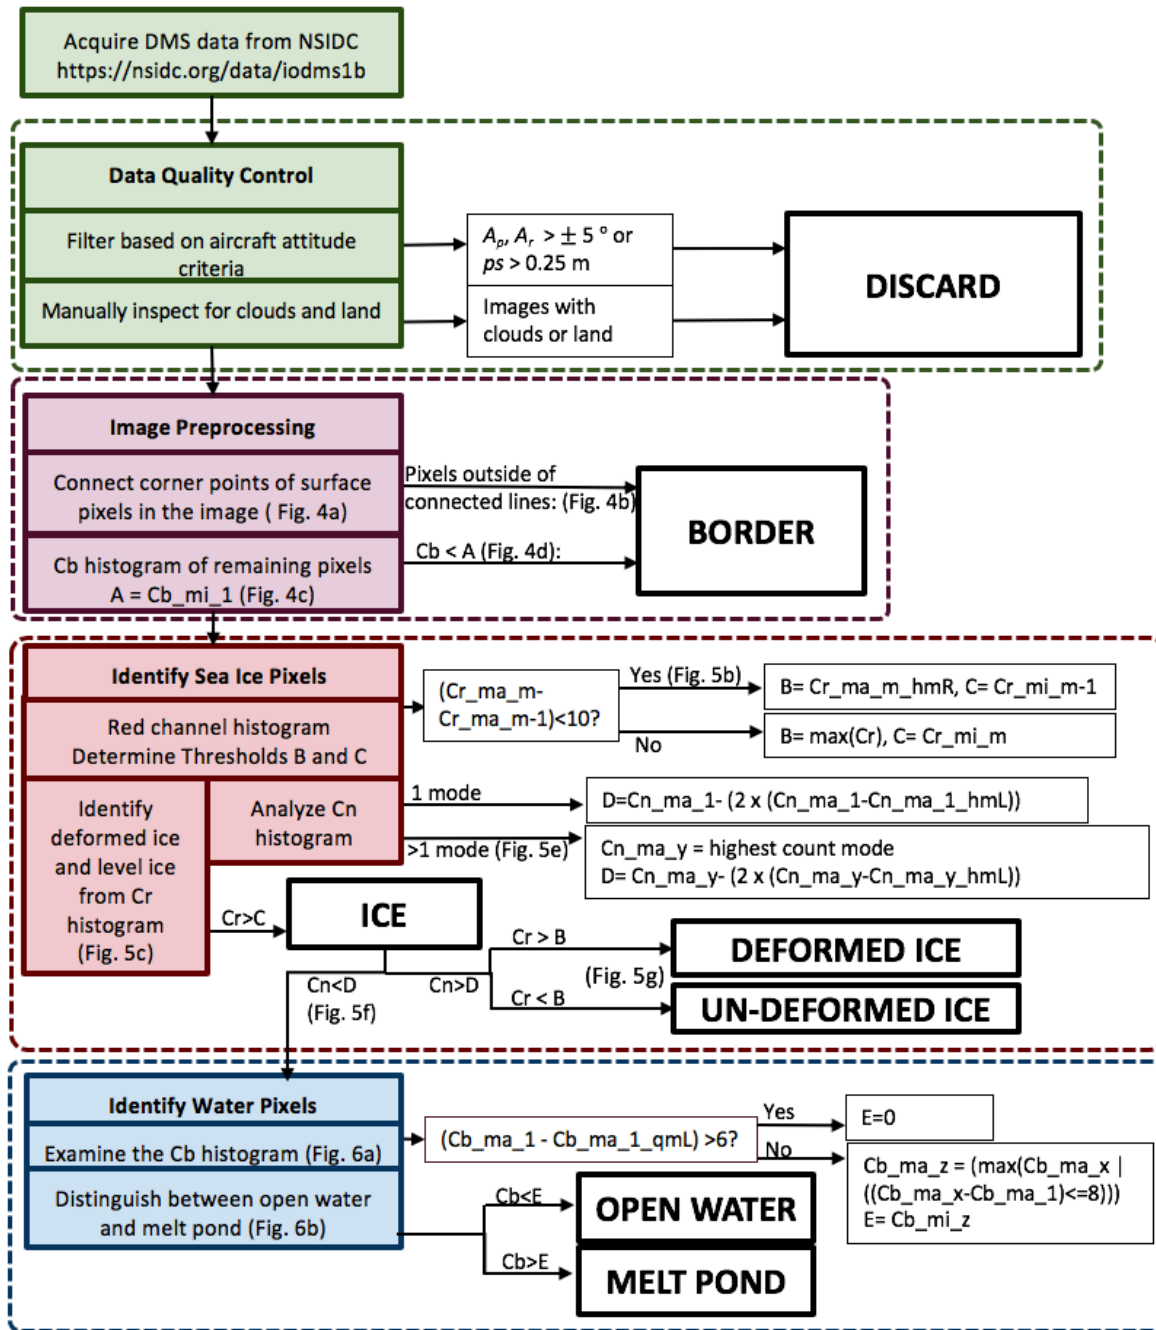 Acquire DMS data from NSIDC
https://nsidc.org/data/iodms1b
Data Quality Control
Filter based on aircraft attitude
criteria
Aₚ, Aᵣ > ± 5 ° or
ps > 0.25 m
Manually inspect for clouds and land
Images with
clouds or land
DISCARD
Image Preprocessing
Connect corner points of surface
pixels in the image ( Fig. 4a)
Pixels outside of
connected lines: (Fig. 4b)
Cb histogram of remaining pixels
A = Cb_mi_1 (Fig. 4c)
Cb < A (Fig. 4d):
BORDER
Identify Sea Ice Pixels
Red channel histogram
Determine Thresholds B and C
(Cr_ma_m-
Cr_ma_m-1)<10?
Yes (Fig. 5b)
B= Cr_ma_m_hmR, C= Cr_mi_m-1
No
B= max(Cr), C= Cr_mi_m
Identify
deformed ice
and level ice
from Cr
histogram
(Fig. 5c)
Analyze Cn
histogram
1 mode
D=Cn_ma_1- (2 x (Cn_ma_1-Cn_ma_1_hmL))
>1 mode (Fig. 5e)
Cn_ma_y = highest count mode
D= Cn_ma_y- (2 x (Cn_ma_y-Cn_ma_y_hmL))
Cr>C
ICE
Cn<D
(Fig. 5f)
Cn>D
Cr > B
(Fig. 5g)
Cr < B
DEFORMED ICE
UN-DEFORMED ICE
Identify Water Pixels
Examine the Cb histogram (Fig. 6a)
(Cb_ma_1 - Cb_ma_1_qmL) >6?
Yes
E=0
No
Cb_ma_z = (max(Cb_ma_x |
((Cb_ma_x-Cb_ma_1)<=8)))
E= Cb_mi_z
Distinguish between open water
and melt pond (Fig. 6b)
Cb<E
OPEN WATER
Cb>E
MELT POND